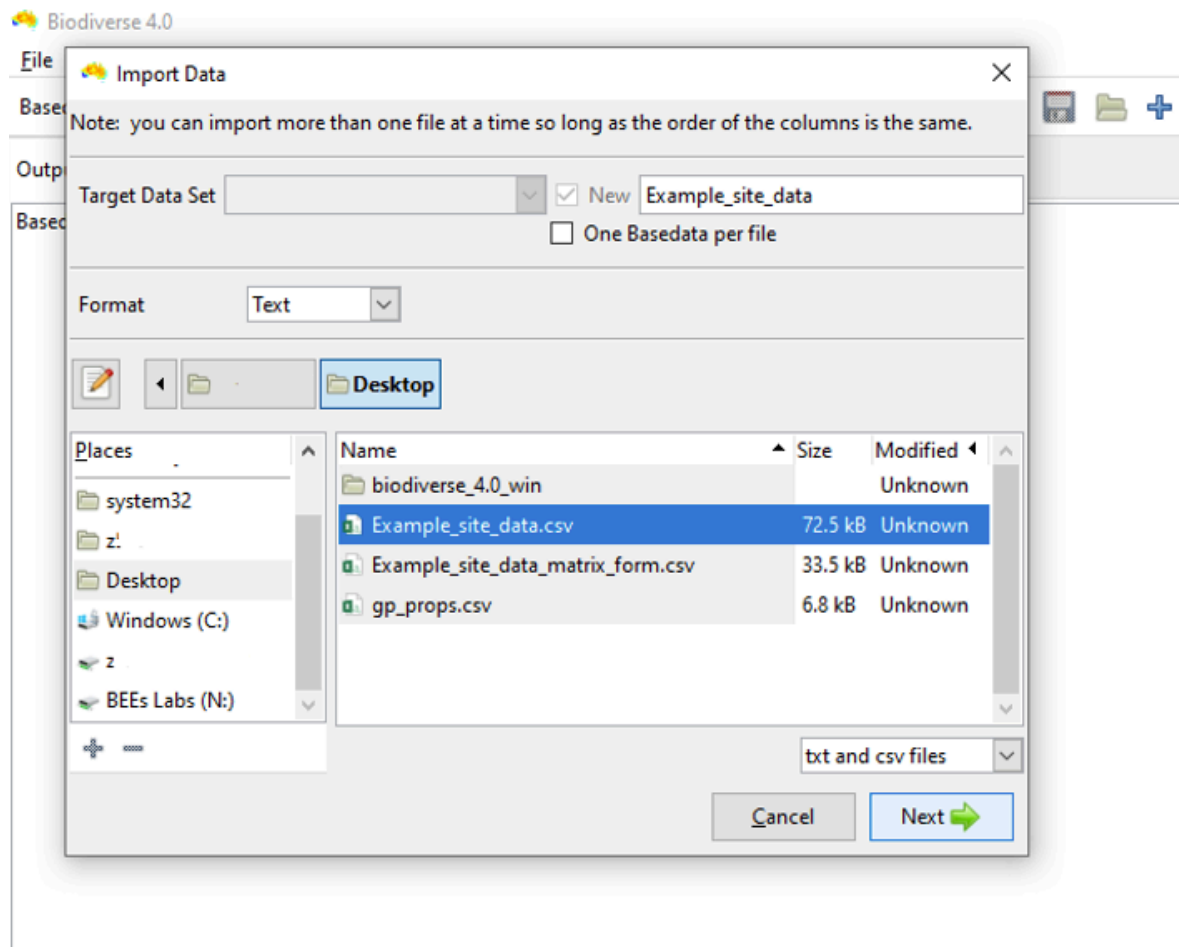 Biodiverse 4.0
File
Import Data
Note: you can import more than one file at a time so long as the order of the columns is the same.
Target Data Set New Example_site_data
One Basedata per file
Format Text
Desktop
Places
system32
z!
Desktop
Windows (C:)
z
BEEs Labs (N:)
Name Size Modified
biodiverse_4.0_win Unknown
Example_site_data.csv 72.5 kB Unknown
Example_site_data_matrix_form.csv 33.5 kB Unknown
gp_props.csv 6.8 kB Unknown
txt and csv files
Cancel Next